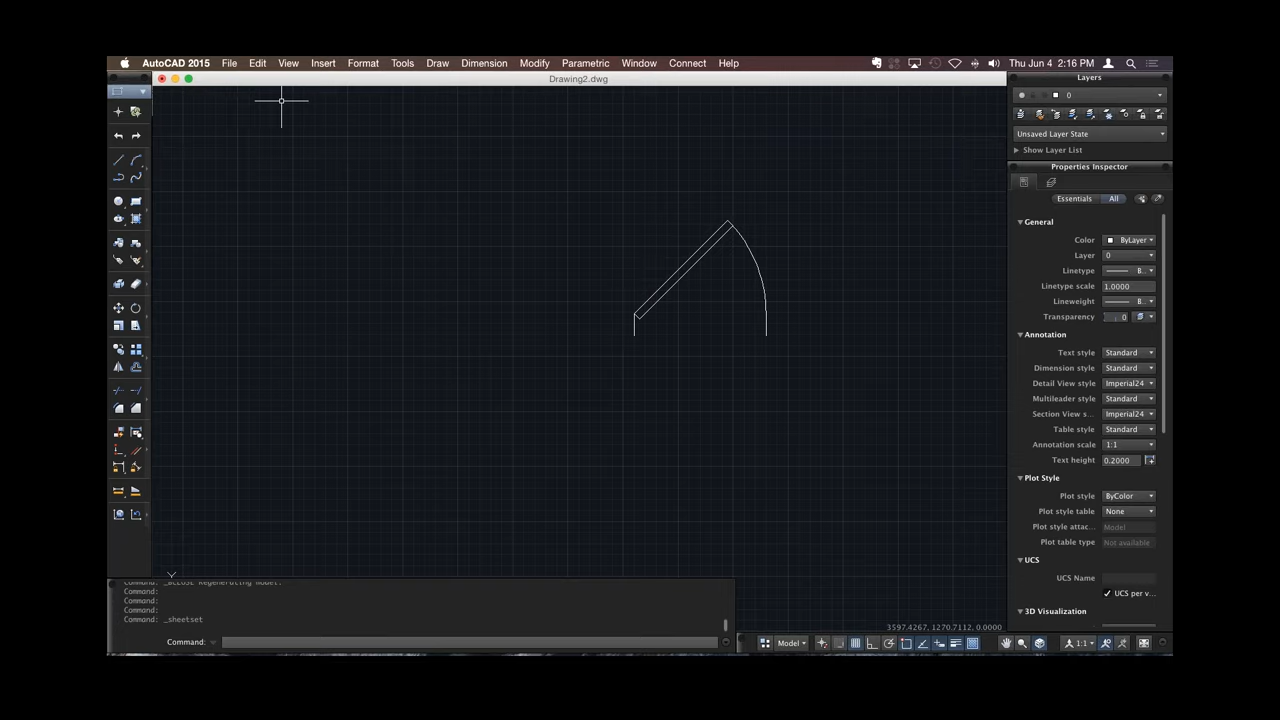 AutoCAD 2015 File Edit View Insert Format Tools Draw Dimension Modify Parametric Window Connect Help Thu Jun 4 2:16 PM
Drawing2.dwg
Layers
0
Unsaved Layer State
Show Layer List
Properties Inspector
Essentials All
General
Color ByLayer
Layer 0
Linetype B...
Linetype scale 1.0000
Lineweight B...
Transparency 0
Annotation
Text style Standard
Dimension style Standard
Detail View style Imperial24
Multileader style Standard
Section View s... Imperial24
Table style Standard
Annotation scale 1:1
Text height 0.2000
Plot Style
Plot style ByColor
Plot style table None
Plot style attac... Model
Plot table type Not available
UCS
UCS Name
UCS per v...
3D Visualization
Command: _BCLOSE Regenerating model.
Command:
Command:
Command:
Command: _sheetset
Command:
3597.4267, 1270.7112, 0.0000
Model 1:1